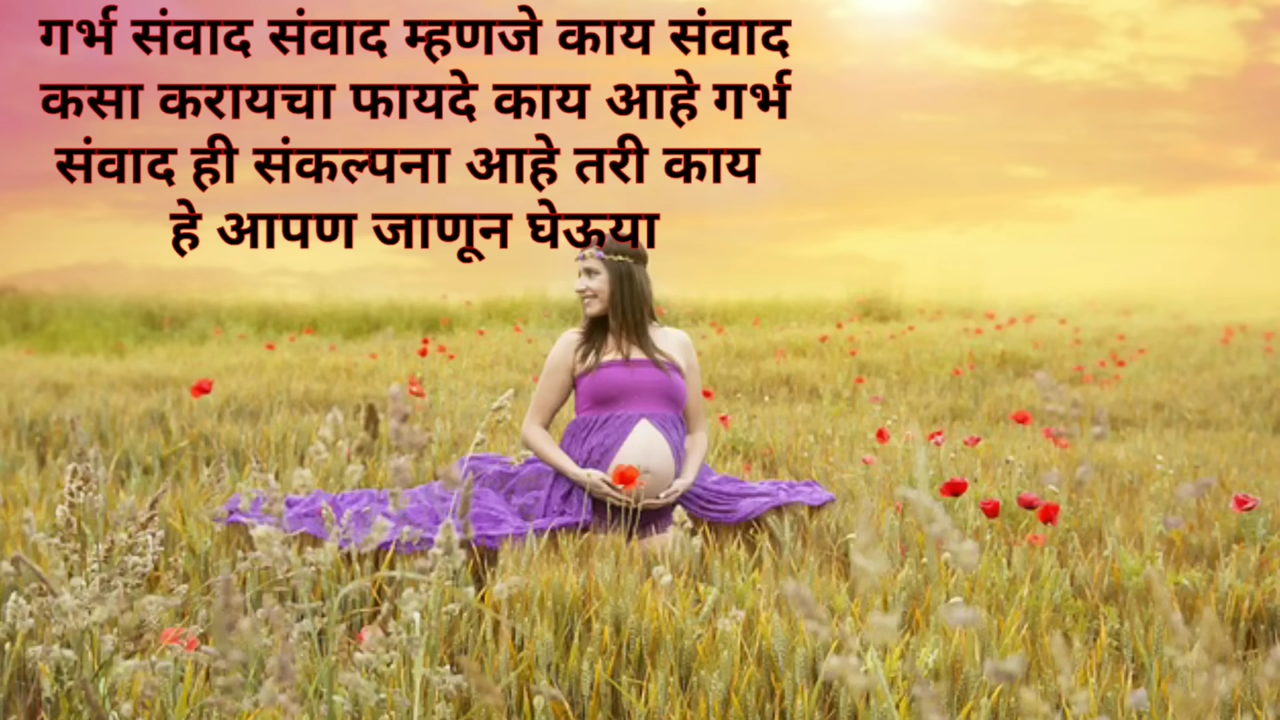 गर्भ संवाद संवाद म्हणजे काय संवाद
कसा करायचा फायदे काय आहे गर्भ
संवाद ही संकल्पना आहे तरी काय
हे आपण जाणून घेऊया